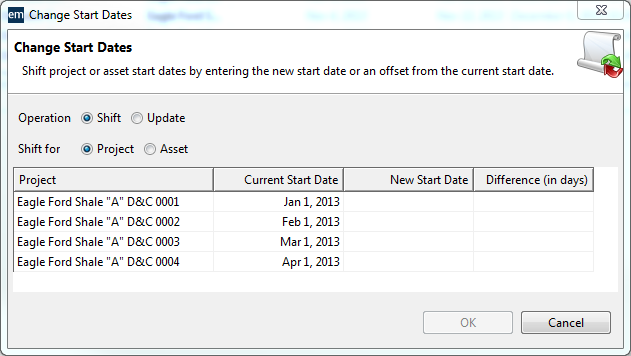 em Change Start Dates
Change Start Dates
Shift project or asset start dates by entering the new start date or an offset from the current start date.
Operation Shift Update
Shift for Project Asset
Project Current Start Date New Start Date Difference (in days)
Eagle Ford Shale "A" D&C 0001 Jan 1, 2013
Eagle Ford Shale "A" D&C 0002 Feb 1, 2013
Eagle Ford Shale "A" D&C 0003 Mar 1, 2013
Eagle Ford Shale "A" D&C 0004 Apr 1, 2013
OK Cancel